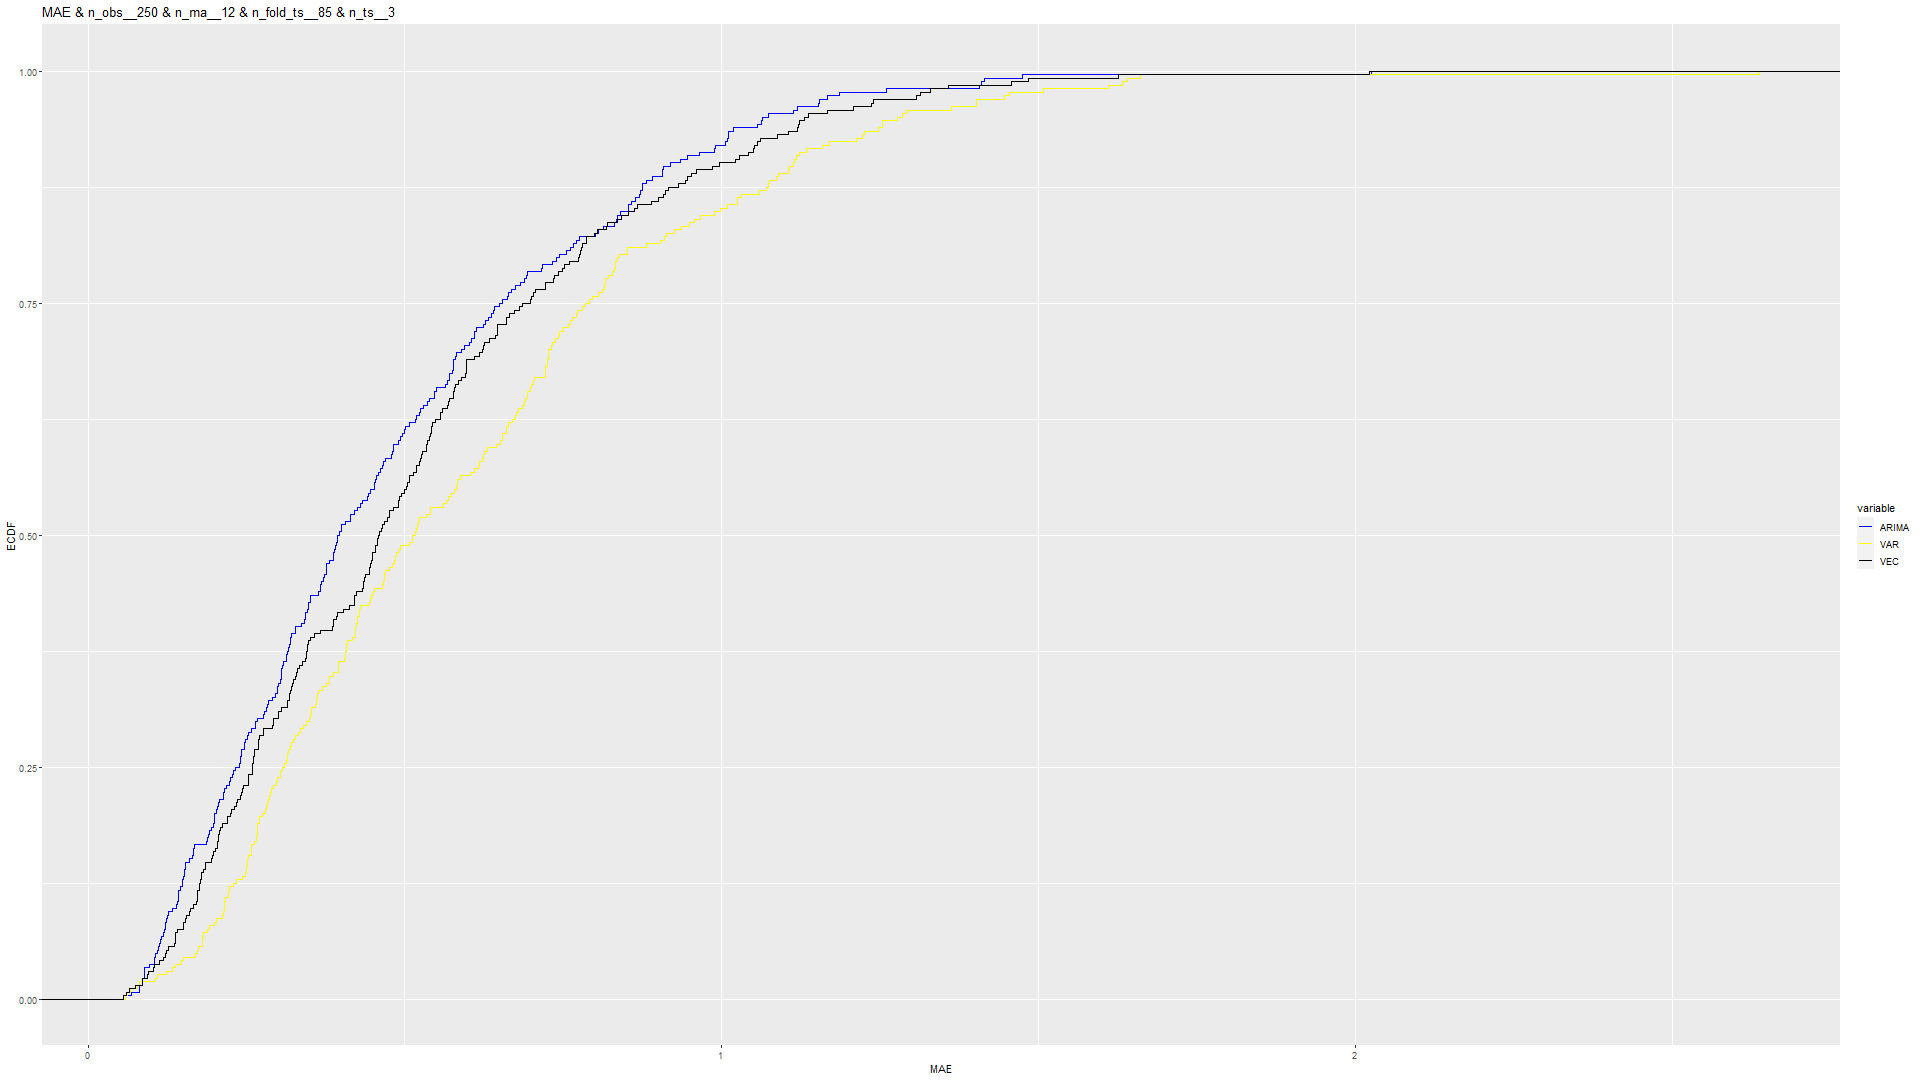 MAE & n_obs__250 & n_ma__12 & n_fold_ts__85 & n_ts__3
1.00
0.75
0.50
0.25
0.00
ECDF
0
1
2
MAE
variable
ARIMA
VAR
VEC